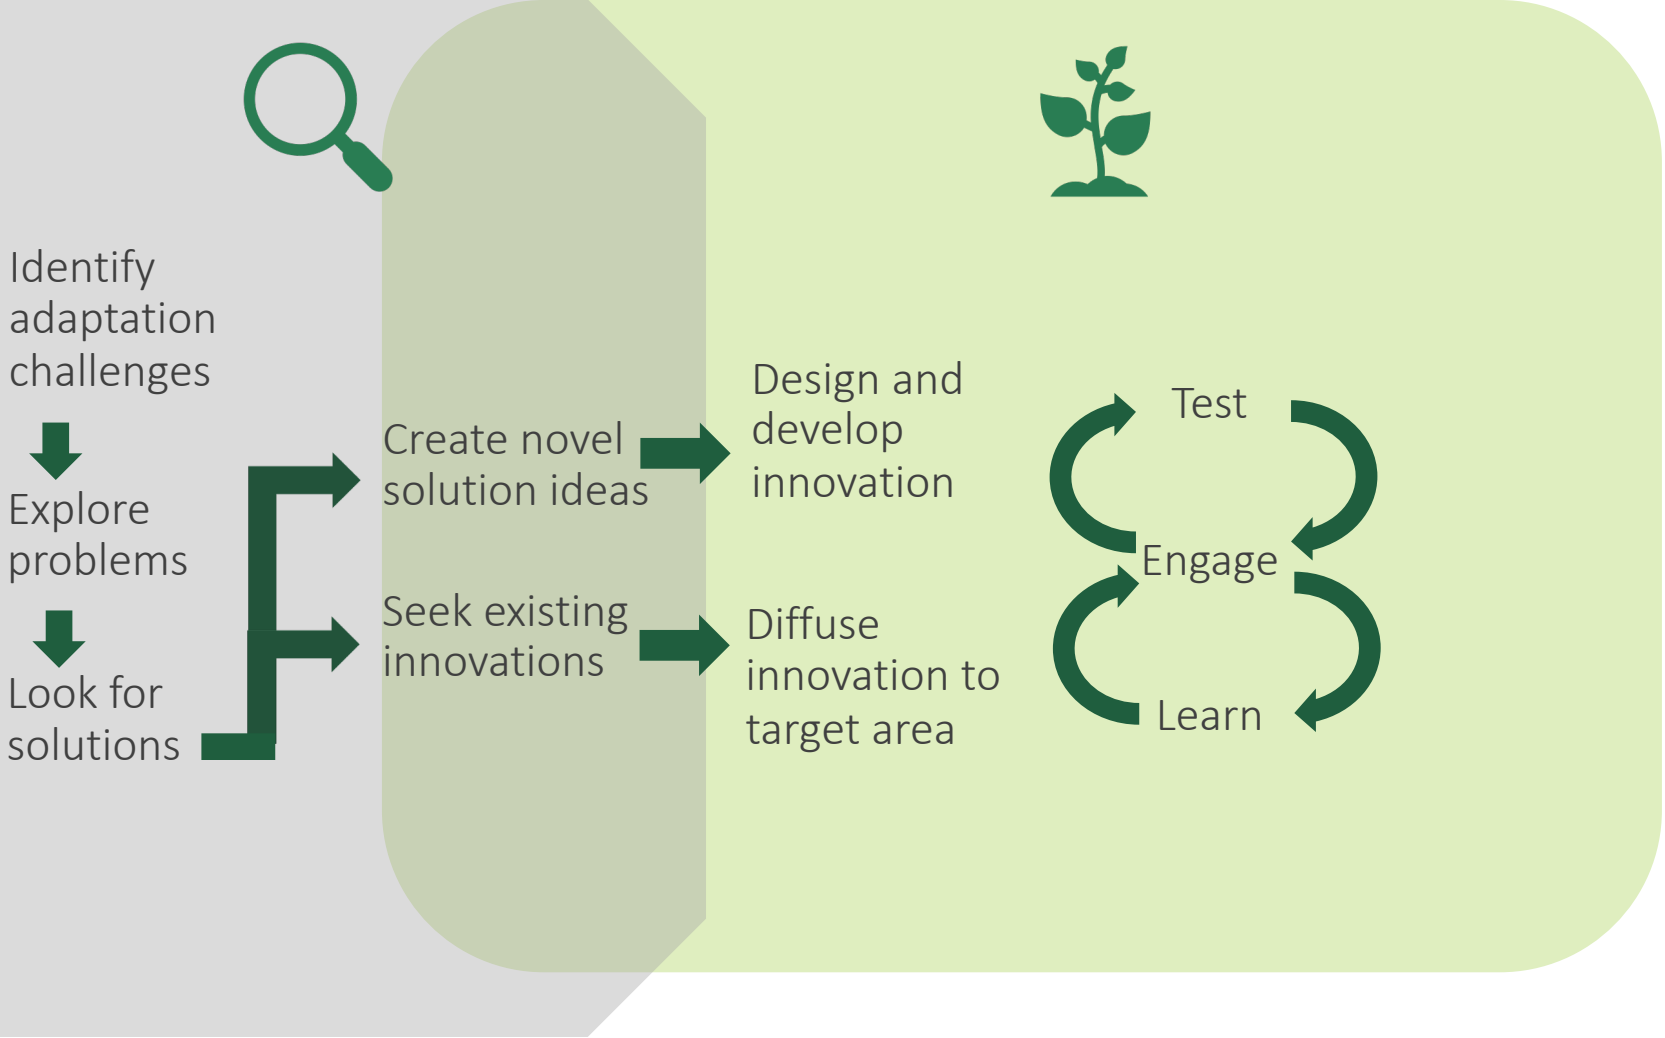 Identify
adaptation
challenges
Explore
problems
Look for
solutions
Create novel
solution ideas
Seek existing
innovations
Design and
develop
innovation
Diffuse
innovation to
target area
Test
Engage
Learn